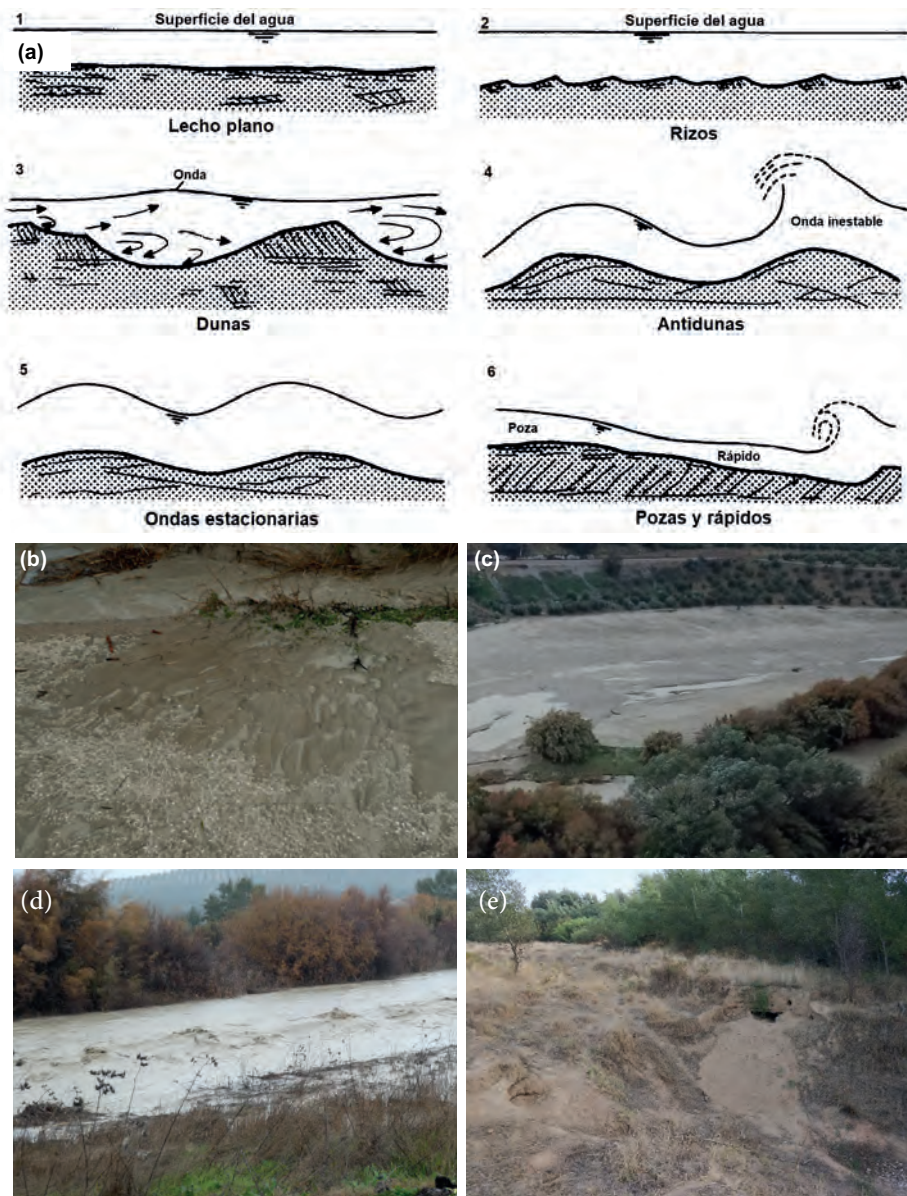 1
Superficie del agua
2
Superficie del agua
(a)
Lecho plano
Rizos
3
Onda
4
Onda inestable
Dunas
Antidunas
5
6
Poza
Rápido
Ondas estacionarias
Pozas y rápidos
(b)
(c)
(d)
(e)